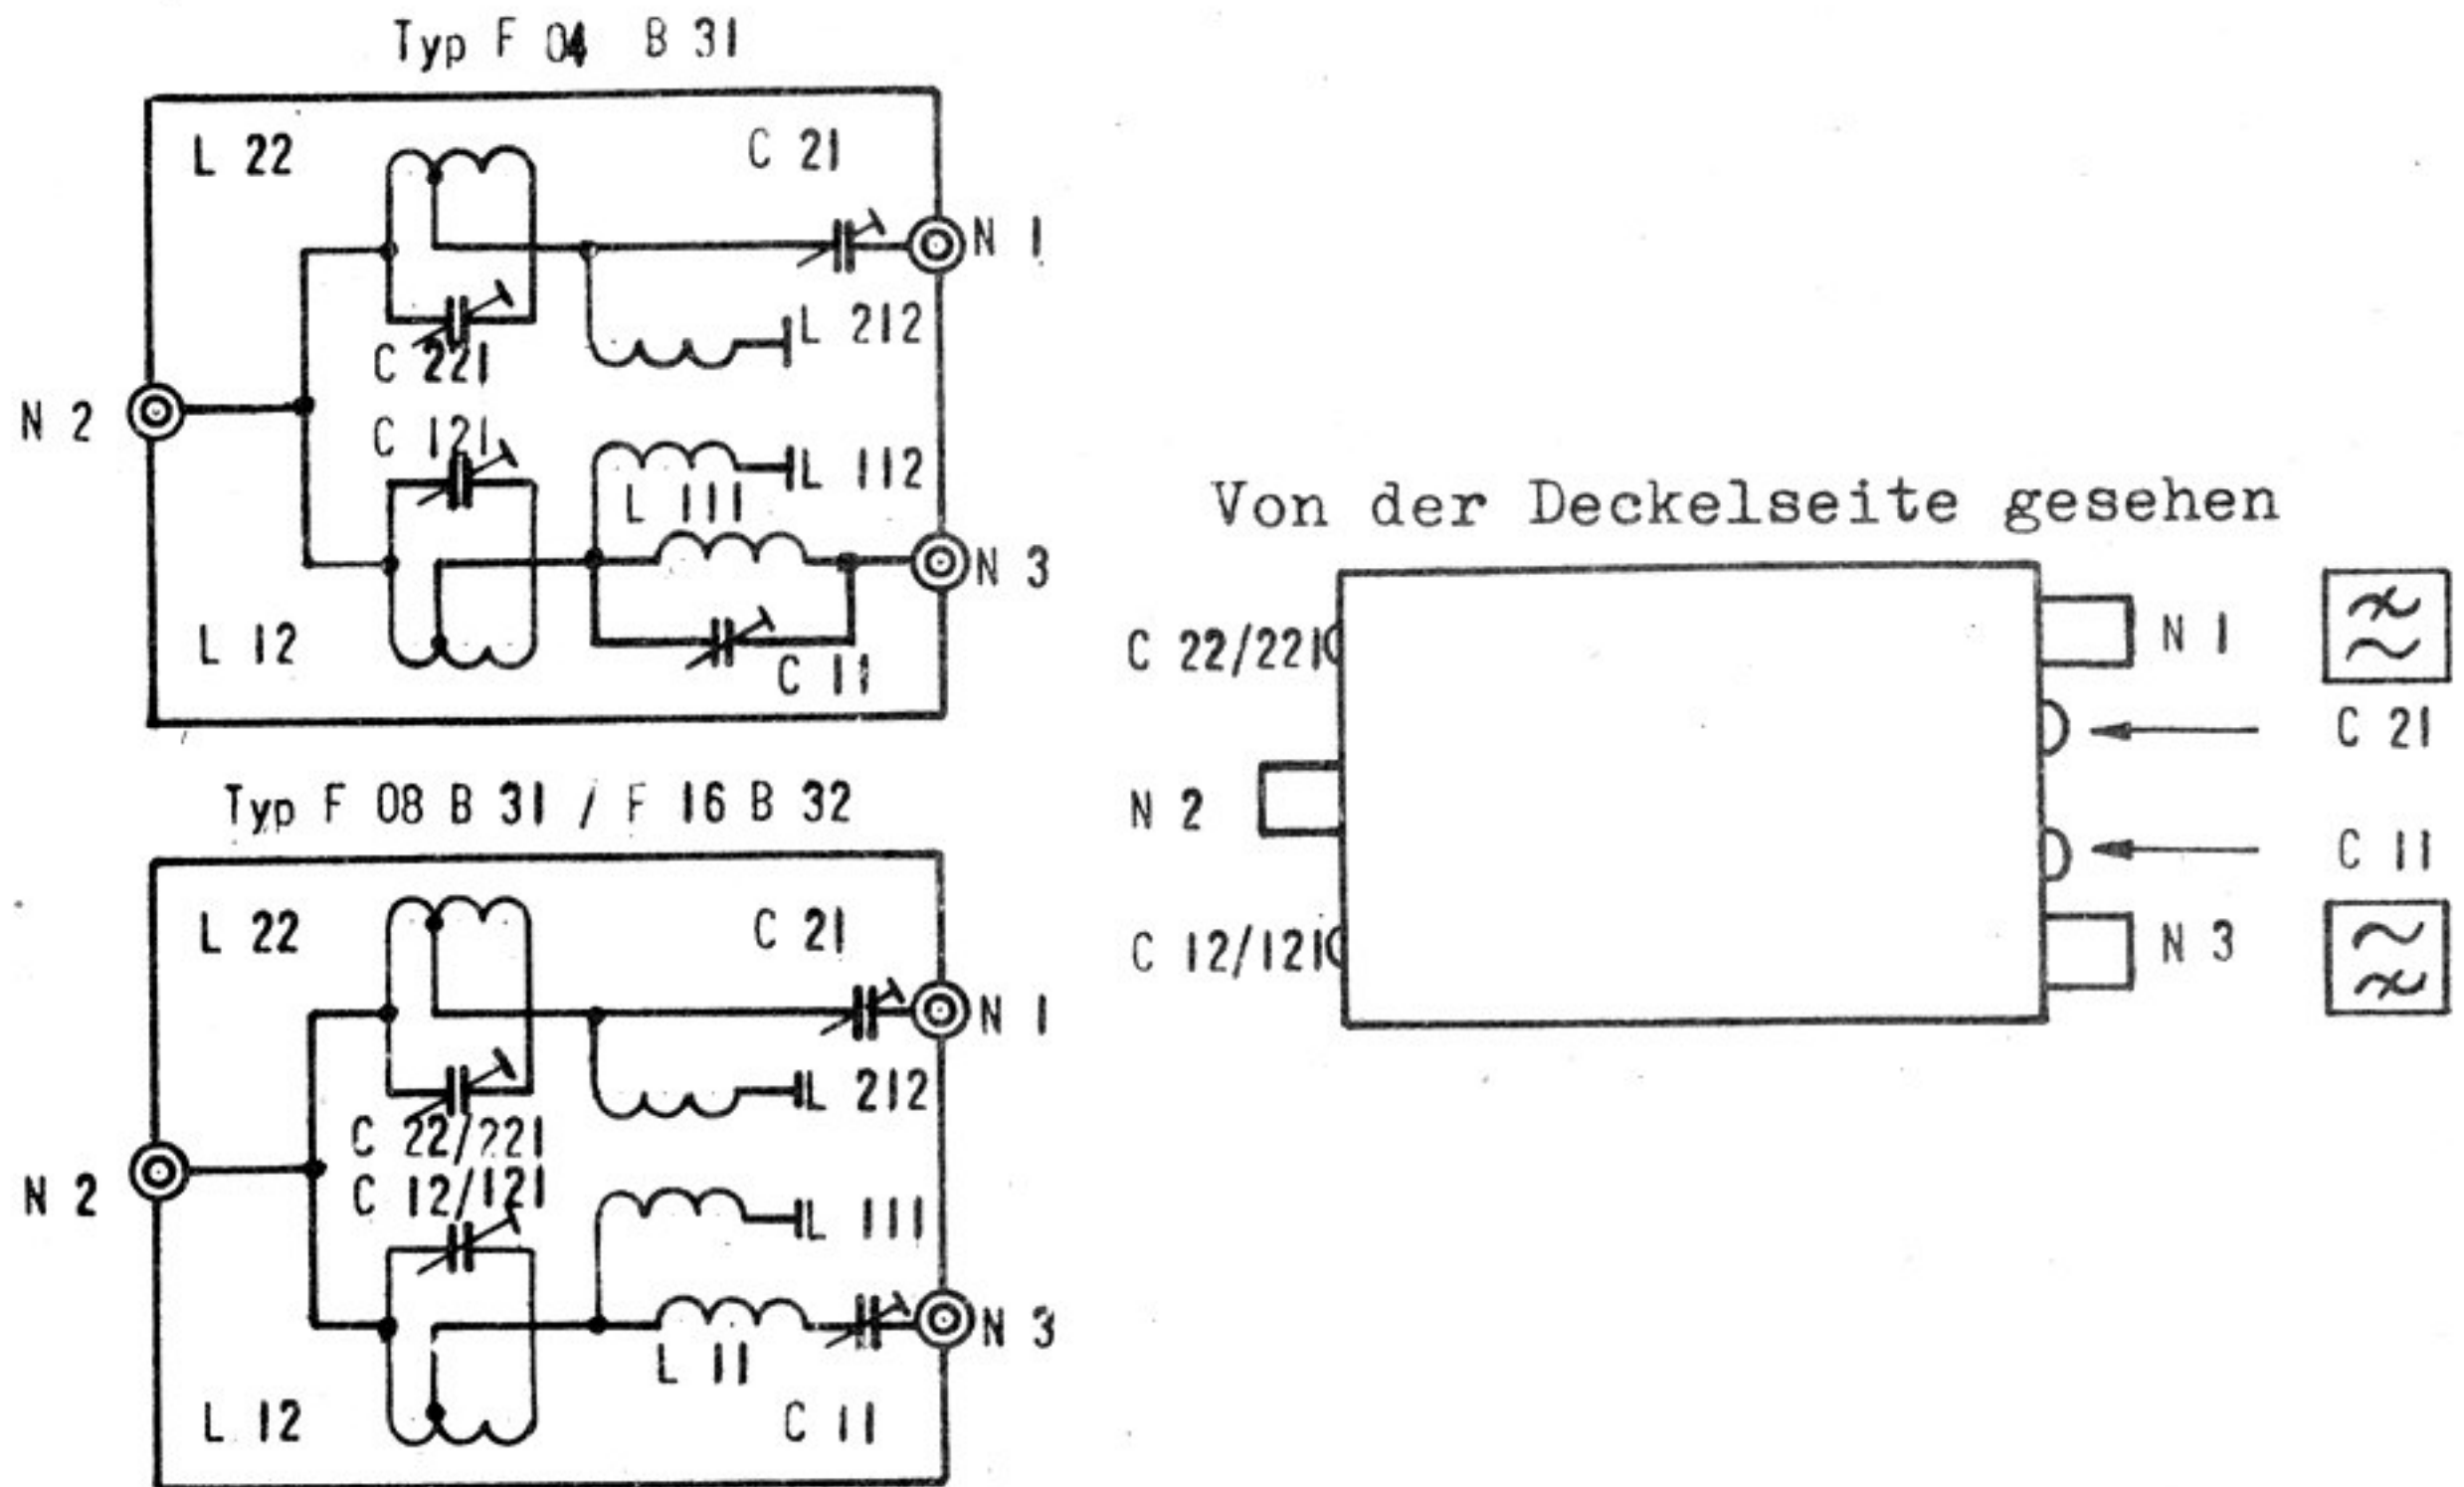 Typ F 04 B 31
L 22
C 21
N 1
L 212
C 221
N 2
C 121
L 112
L 111
N 3
L 12
C 11
Typ F 08 B 31 / F 16 B 32
L 22
C 21
N 1
L 212
C 22/221
C 12/121
N 2
L 111
N 3
L 11
L 12
C 11
Von der Deckelseite gesehen
C 22/221
N 1
C 21
N 2
C 11
C 12/121
N 3